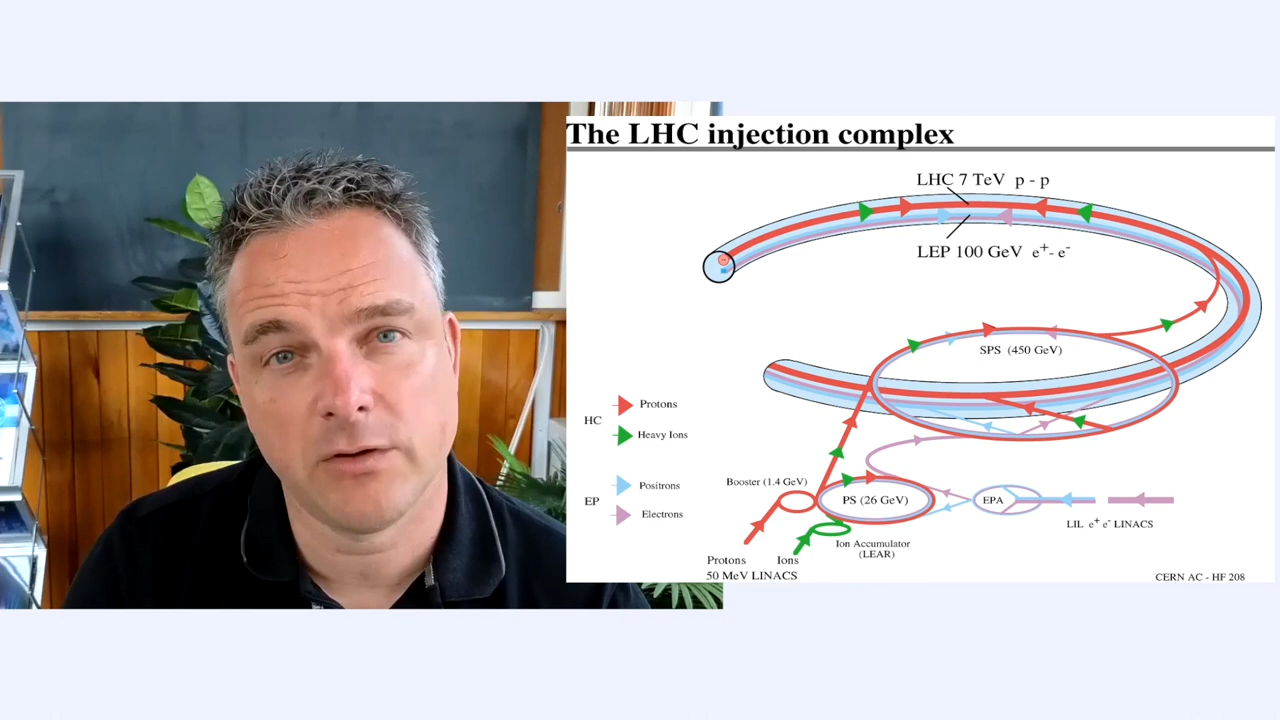 The LHC injection complex
LHC 7 TeV p - p
LEP 100 GeV e+- e-
SPS (450 GeV)
HC
Protons
Heavy Ions
EP
Positrons
Electrons
Booster (1.4 GeV)
PS (26 GeV)
EPA
LIL e+ e- LINACS
Ion Accumulator
(LEAR)
Protons
Ions
50 MeV LINACS
CERN AC - HF 208